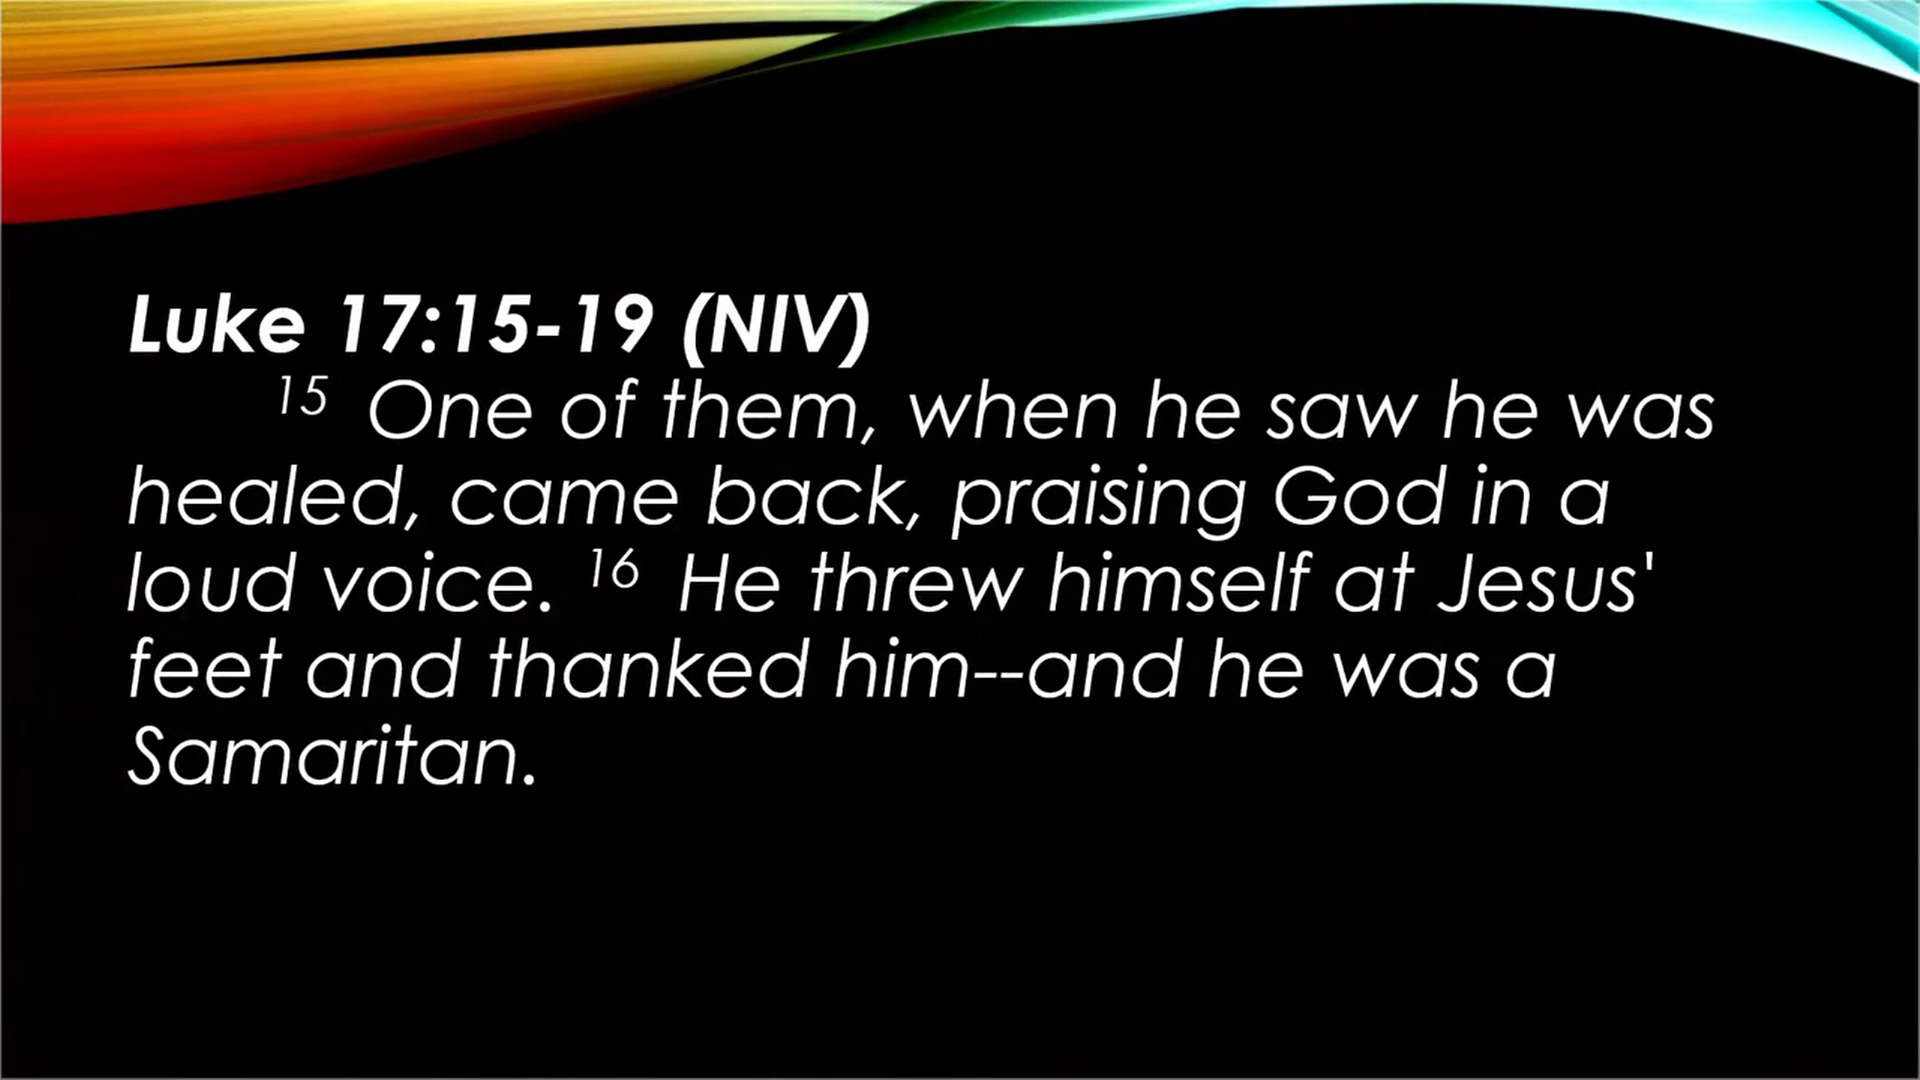 Luke 17:15-19 (NIV)
15 One of them, when he saw he was
healed, came back, praising God in a
loud voice. 16 He threw himself at Jesus'
feet and thanked him--and he was a
Samaritan.